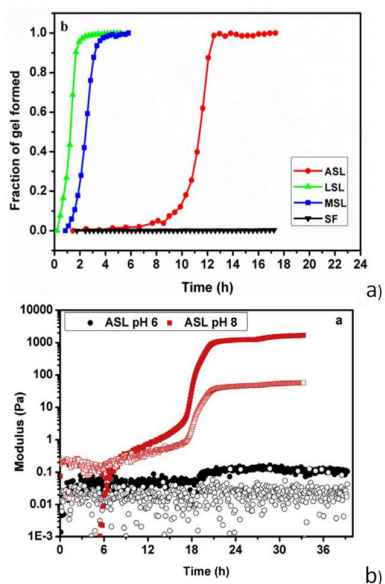 b
Fraction of gel formed
1.0
0.8
0.6
0.4
0.2
0.0
ASL
LSL
MSL
SF
0 2 4 6 8 10 12 14 16 18 20 22 24
Time (h)
a)
a
ASL pH 6 ASL pH 8
Modulus (Pa)
10000
1000
100
10
1
0.1
0.01
1E-3
0 6 12 18 24 30 36
Time (h)
b)